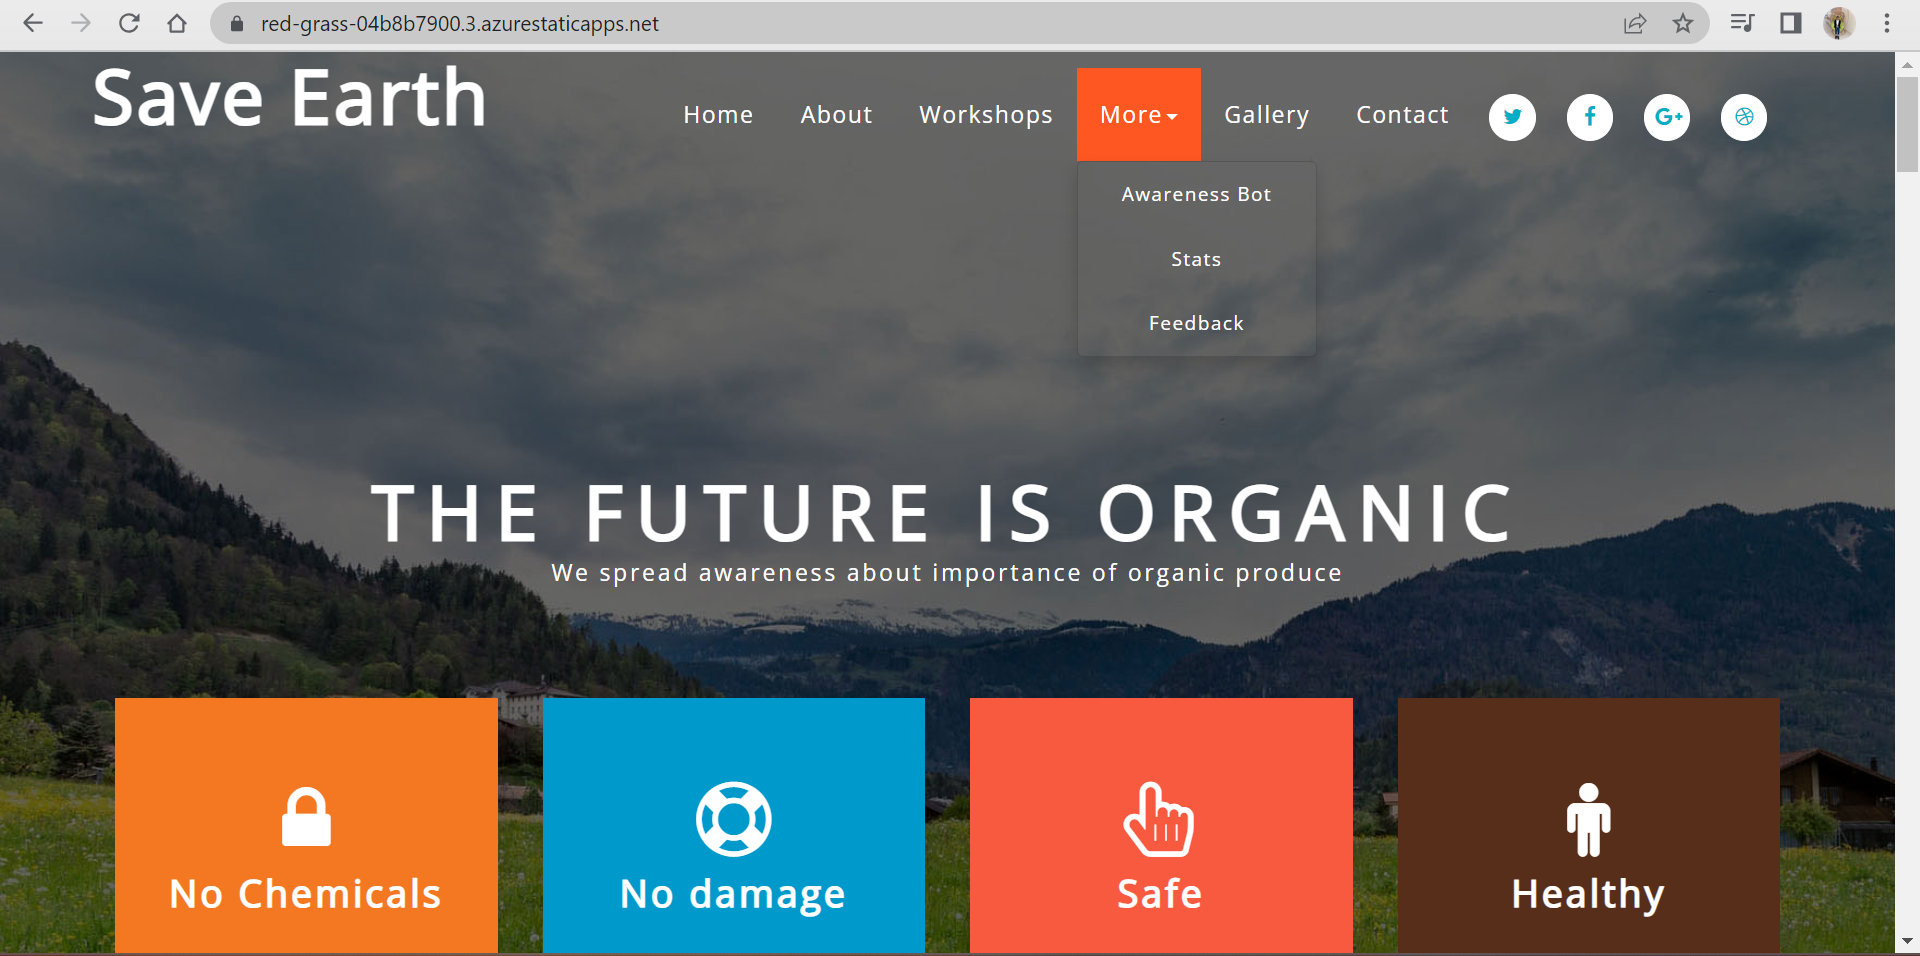 red-grass-04b8b7900.3.azurestaticapps.net
Save Earth
Home About Workshops More Gallery Contact
Awareness Bot
Stats
Feedback
THE FUTURE IS ORGANIC
We spread awareness about importance of organic produce
No Chemicals No damage Safe Healthy